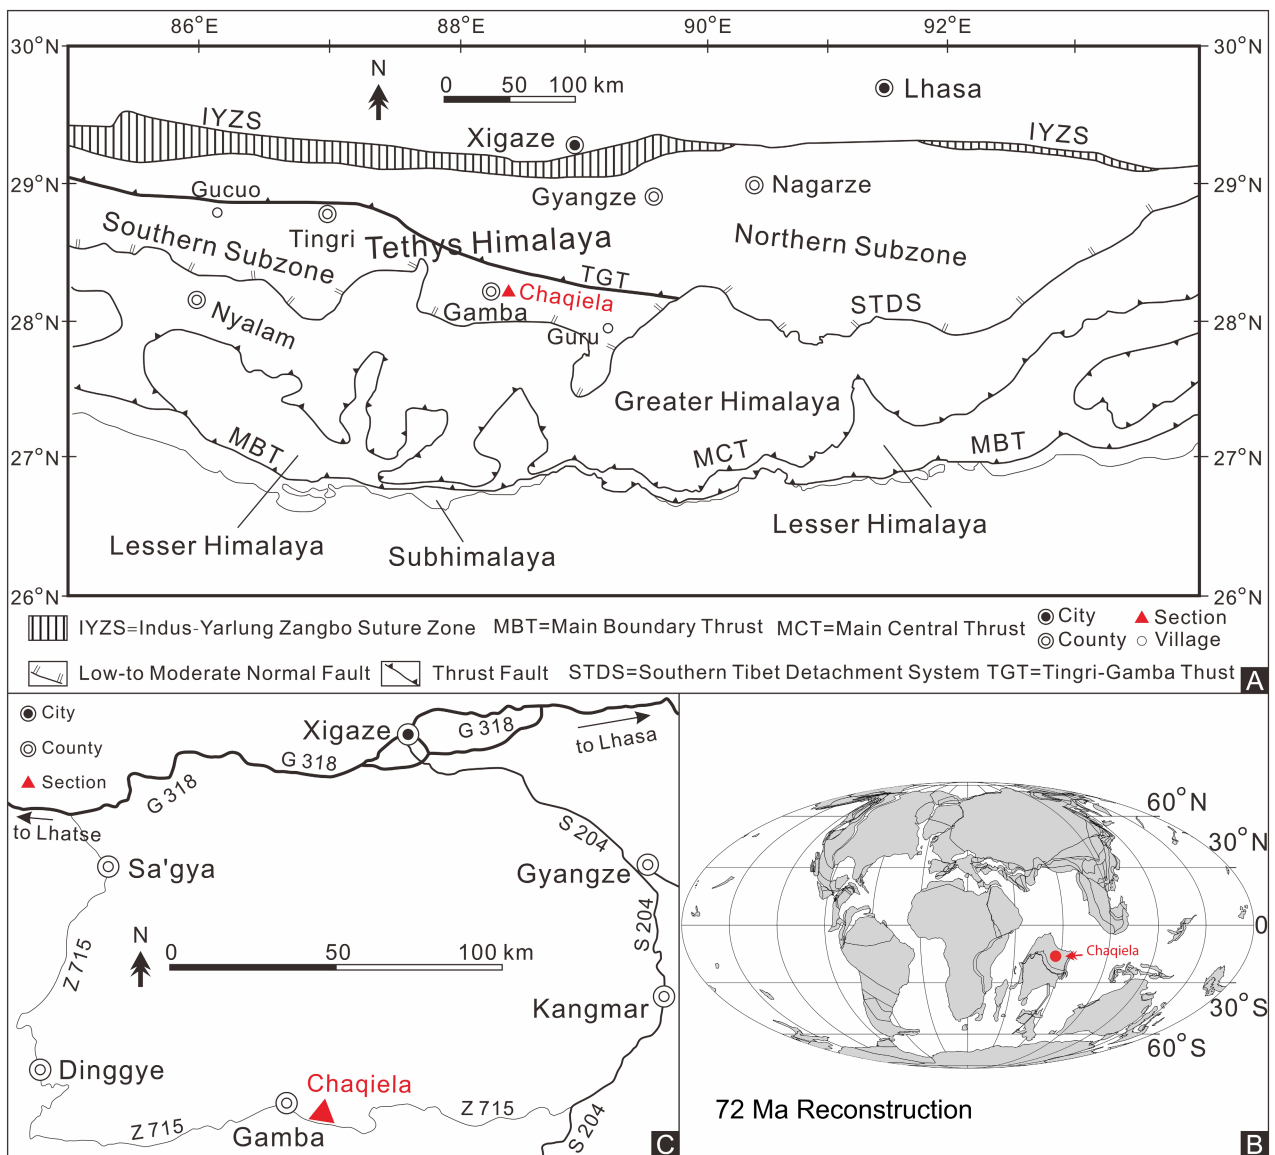 86°E 88°E 90°E 92°E
30°N 30°N
N
0 50 100 km
Lhasa
IYZS
Xigaze
IYZS
29°N 29°N
Gucuo
Gyangze
Nagarze
Tingri
Southern Subzone
Tethys Himalaya
Northern Subzone
TGT
Chaqiela
Gamba
STDS
Nyalam
28°N 28°N
Guru
Greater Himalaya
MBT
MCT
MBT
27°N 27°N
Lesser Himalaya
Subhimalaya
Lesser Himalaya
26°N 26°N
IYZS=Indus-Yarlung Zangbo Suture Zone MBT=Main Boundary Thrust MCT=Main Central Thrust
City Section
County Village
Low-to Moderate Normal Fault Thrust Fault STDS=Southern Tibet Detachment System TGT=Tingri-Gamba Thust
A
City
County
Section
Xigaze
G 318
to Lhasa
G 318
G 318
to Lhatse
S 204
Sa'gya
Gyangze
S 204
Z 715
N
0 50 100 km
Kangmar
Dinggye
Chaqiela
Z 715
Gamba
Z 715
S 204
C
60°N
30°N
0
Chaqiela
30°S
60°S
72 Ma Reconstruction
B